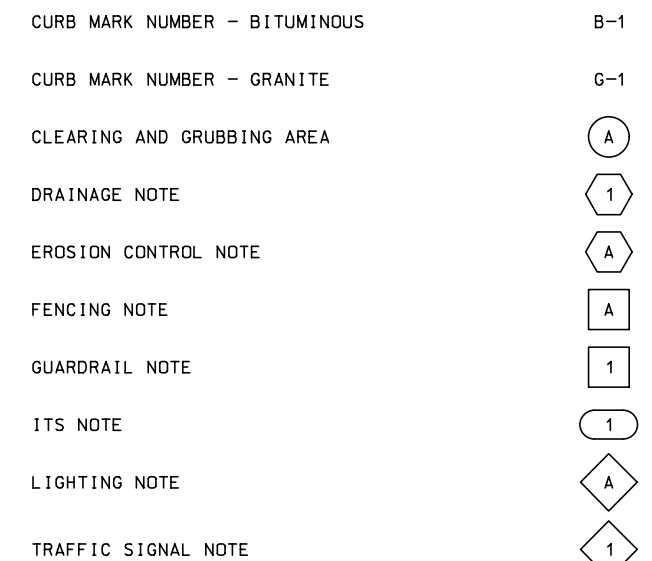 CURB MARK NUMBER - BITUMINOUS B-1
CURB MARK NUMBER - GRANITE G-1
CLEARING AND GRUBBING AREA A
DRAINAGE NOTE 1
EROSION CONTROL NOTE A
FENCING NOTE A
GUARDRAIL NOTE 1
ITS NOTE 1
LIGHTING NOTE A
TRAFFIC SIGNAL NOTE 1